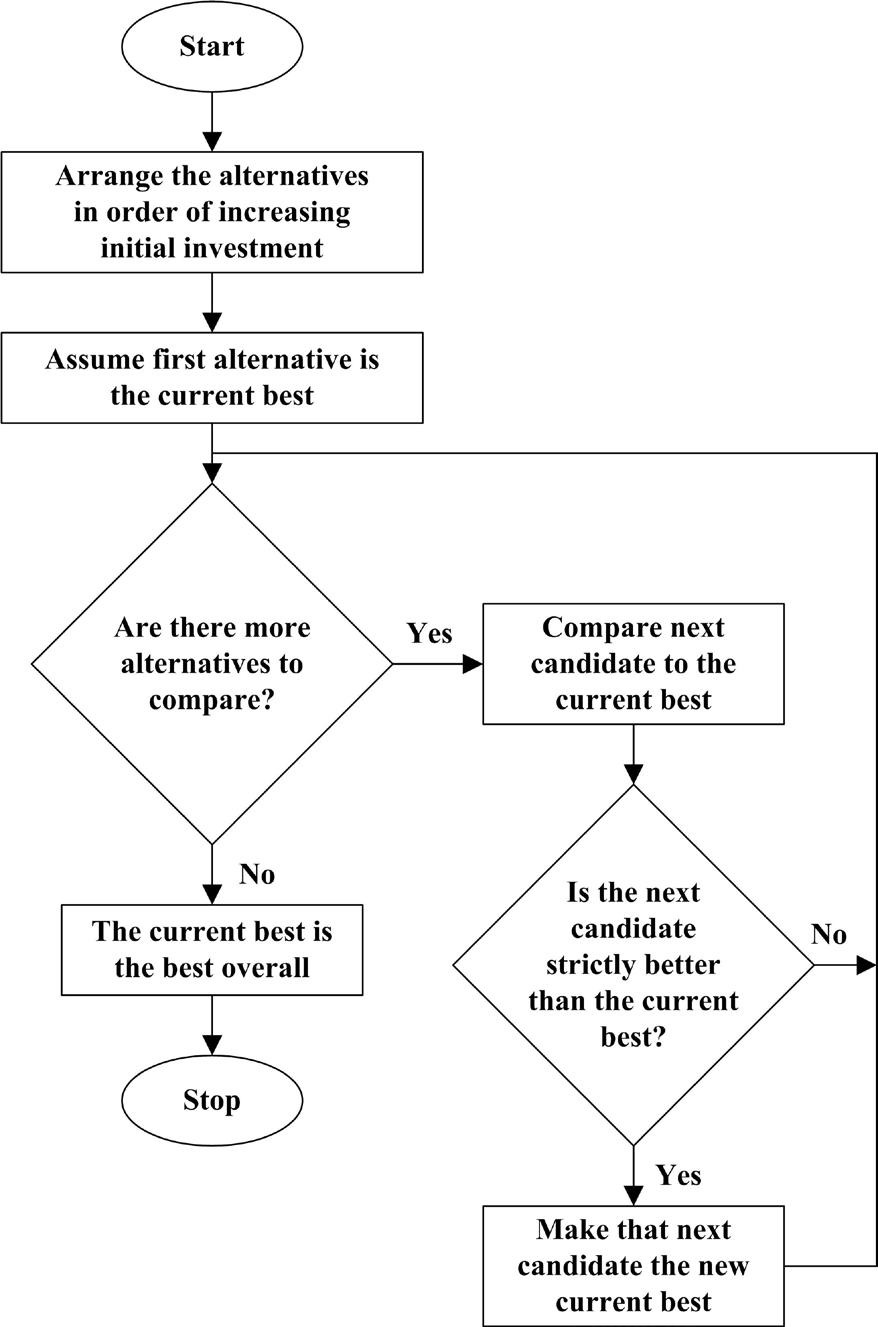 Start
Arrange the alternatives
in order of increasing
initial investment
Assume first alternative is
the current best
Are there more
alternatives to
compare?
Yes
Compare next
candidate to the
current best
No
The current best is
the best overall
Stop
Is the next
candidate
strictly better
than the current
best?
No
Yes
Make that next
candidate the new
current best